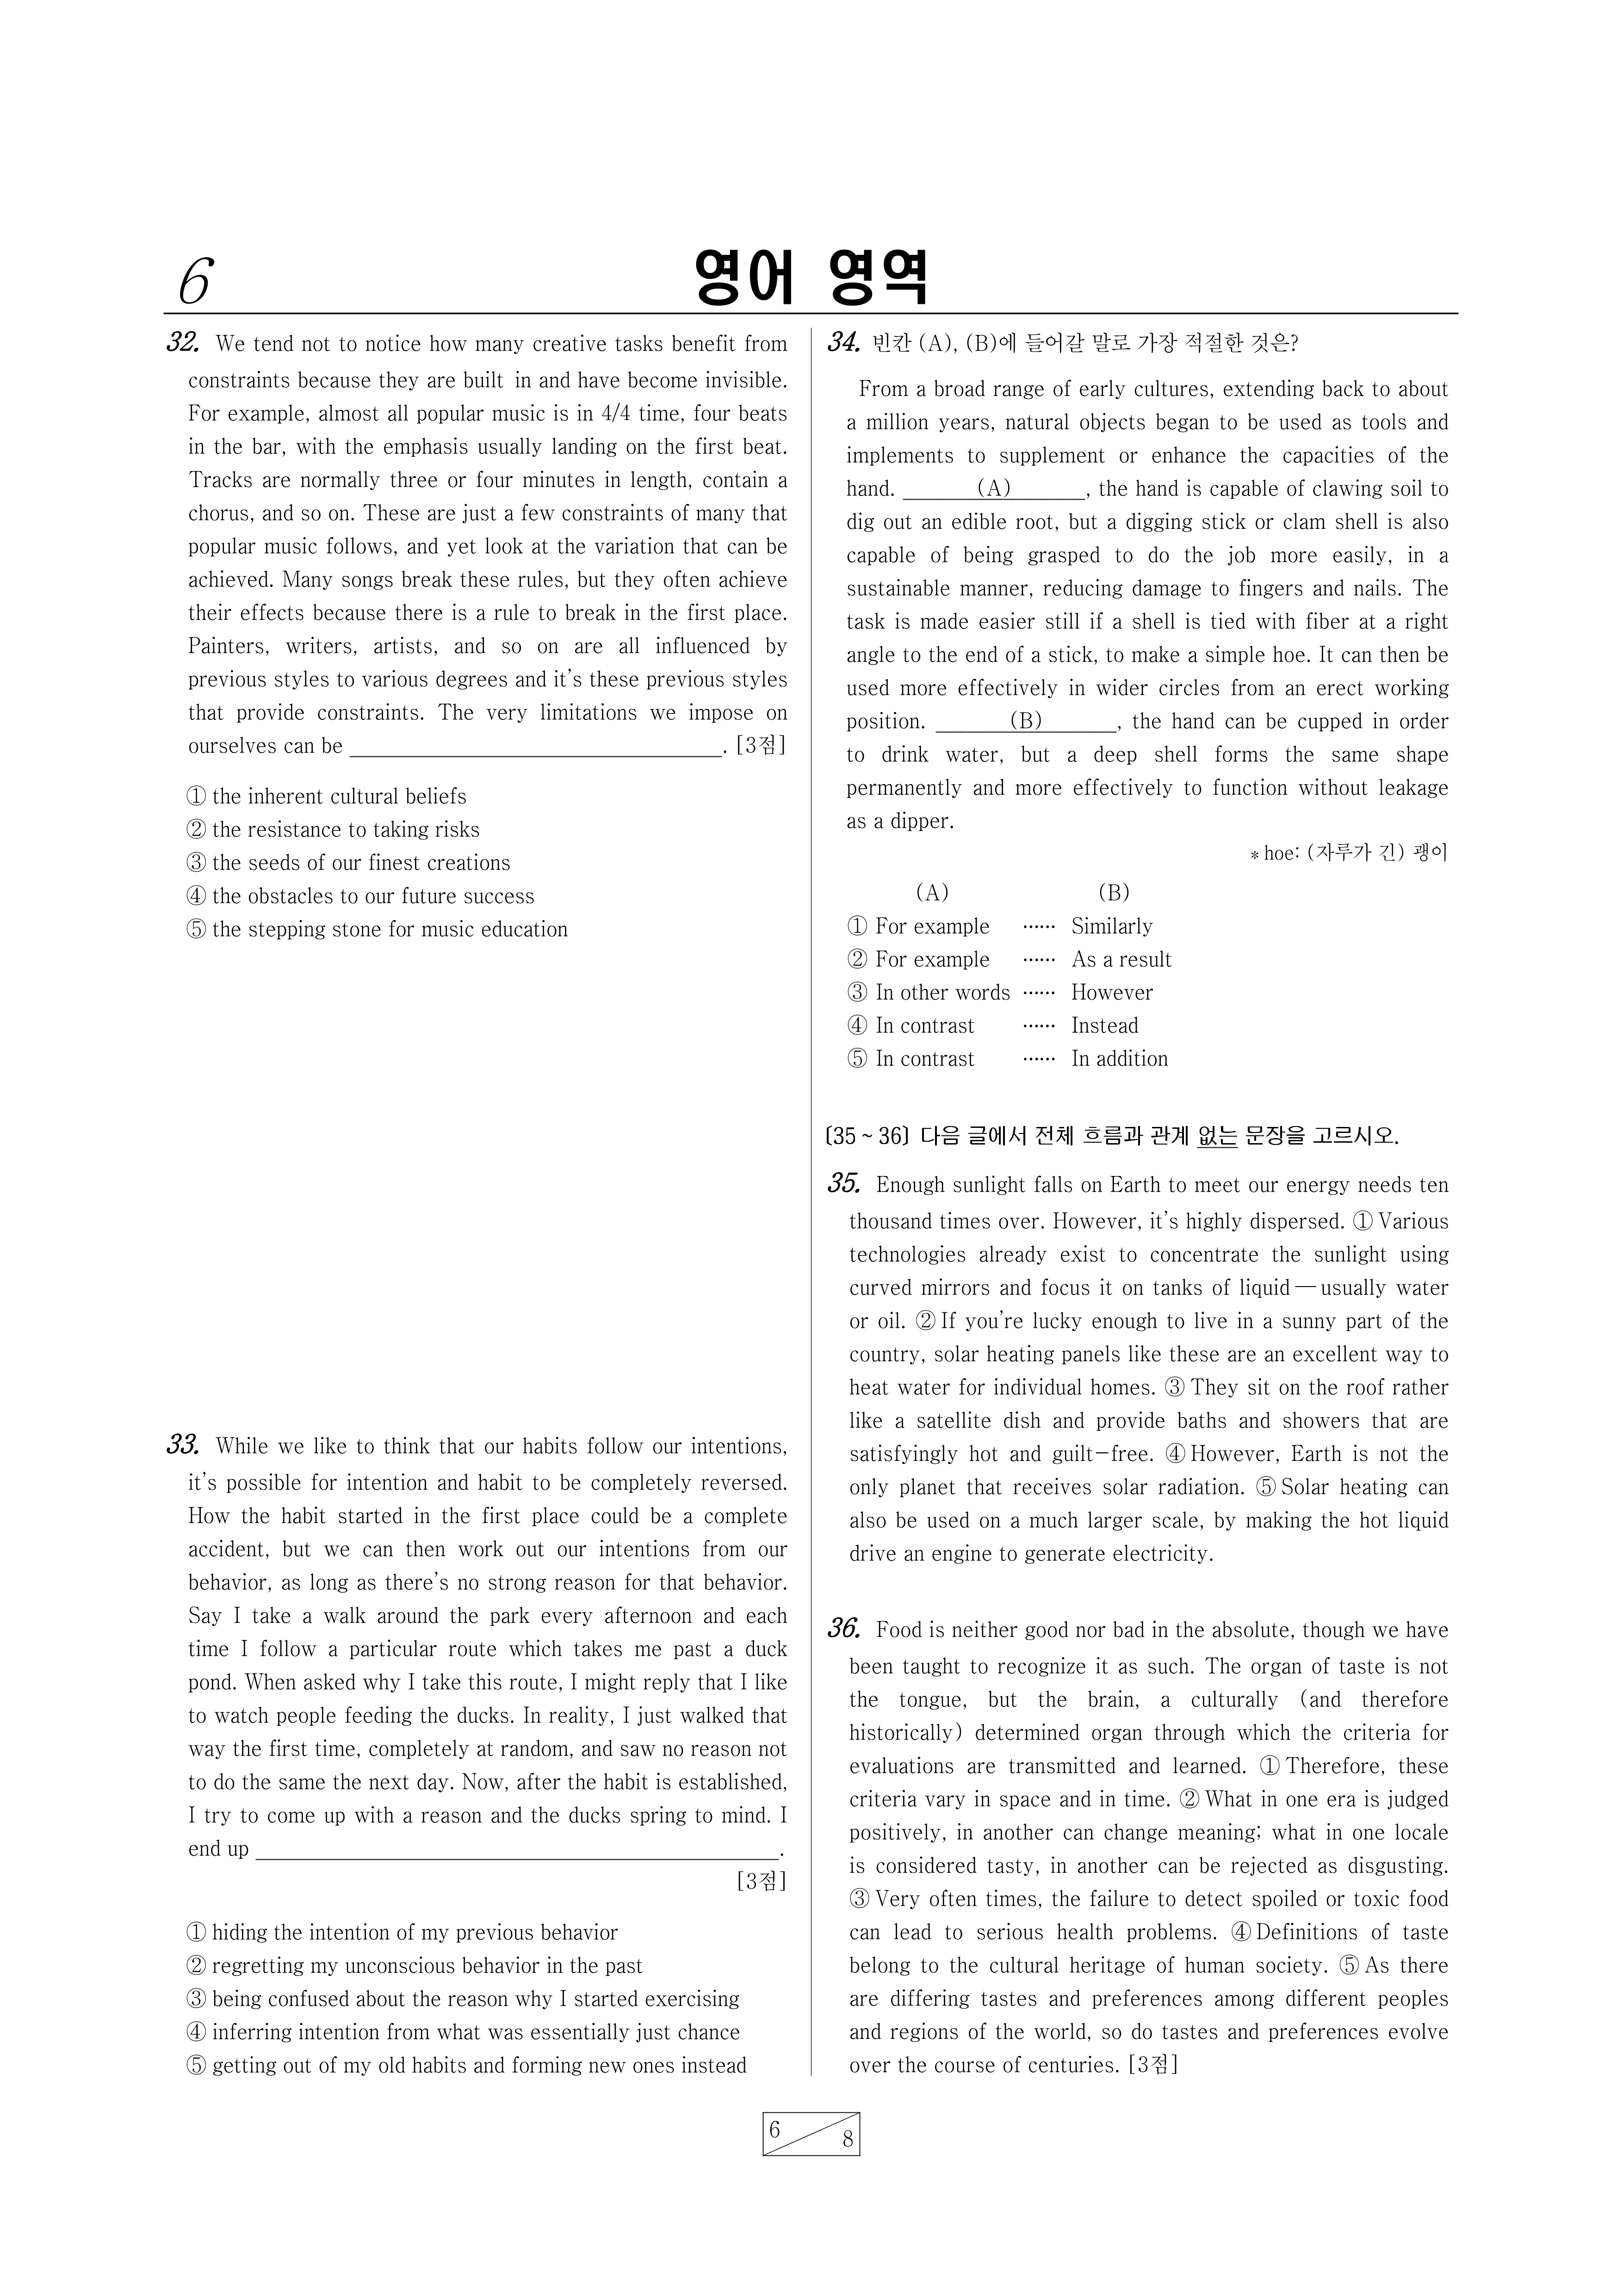 6
영어 영역
32. We tend not to notice how many creative tasks benefit from
constraints because they are built in and have become invisible.
For example, almost all popular music is in 4/4 time, four beats
in the bar, with the emphasis usually landing on the first beat.
Tracks are normally three or four minutes in length, contain a
chorus, and so on. These are just a few constraints of many that
popular music follows, and yet look at the variation that can be
achieved. Many songs break these rules, but they often achieve
their effects because there is a rule to break in the first place.
Painters, writers, artists, and so on are all influenced by
previous styles to various degrees and it's these previous styles
that provide constraints. The very limitations we impose on
ourselves can be ____________. [3점]
① the inherent cultural beliefs
② the resistance to taking risks
③ the seeds of our finest creations
④ the obstacles to our future success
⑤ the stepping stone for music education
33. While we like to think that our habits follow our intentions,
it's possible for intention and habit to be completely reversed.
How the habit started in the first place could be a complete
accident, but we can then work out our intentions from our
behavior, as long as there's no strong reason for that behavior.
Say I take a walk around the park every afternoon and each
time I follow a particular route which takes me past a duck
pond. When asked why I take this route, I might reply that I like
to watch people feeding the ducks. In reality, I just walked that
way the first time, completely at random, and saw no reason not
to do the same the next day. Now, after the habit is established,
I try to come up with a reason and the ducks spring to mind. I
end up ____________.
[3점]
① hiding the intention of my previous behavior
② regretting my unconscious behavior in the past
③ being confused about the reason why I started exercising
④ inferring intention from what was essentially just chance
⑤ getting out of my old habits and forming new ones instead
34. 빈칸 (A), (B)에 들어갈 말로 가장 적절한 것은?
From a broad range of early cultures, extending back to about
a million years, natural objects began to be used as tools and
implements to supplement or enhance the capacities of the
hand. ____(A)____, the hand is capable of clawing soil to
dig out an edible root, but a digging stick or clam shell is also
capable of being grasped to do the job more easily, in a
sustainable manner, reducing damage to fingers and nails. The
task is made easier still if a shell is tied with fiber at a right
angle to the end of a stick, to make a simple hoe. It can then be
used more effectively in wider circles from an erect working
position. ____(B)____, the hand can be cupped in order
to drink water, but a deep shell forms the same shape
permanently and more effectively to function without leakage
as a dipper.
* hoe: (자루가 긴) 괭이
(A) (B)
① For example …… Similarly
② For example …… As a result
③ In other words …… However
④ In contrast …… Instead
⑤ In contrast …… In addition
[35 ~ 36] 다음 글에서 전체 흐름과 관계 없는 문장을 고르시오.
35. Enough sunlight falls on Earth to meet our energy needs ten
thousand times over. However, it's highly dispersed. ① Various
technologies already exist to concentrate the sunlight using
curved mirrors and focus it on tanks of liquid — usually water
or oil. ② If you're lucky enough to live in a sunny part of the
country, solar heating panels like these are an excellent way to
heat water for individual homes. ③ They sit on the roof rather
like a satellite dish and provide baths and showers that are
satisfyingly hot and guilt-free. ④ However, Earth is not the
only planet that receives solar radiation. ⑤ Solar heating can
also be used on a much larger scale, by making the hot liquid
drive an engine to generate electricity.
36. Food is neither good nor bad in the absolute, though we have
been taught to recognize it as such. The organ of taste is not
the tongue, but the brain, a culturally (and therefore
historically) determined organ through which the criteria for
evaluations are transmitted and learned. ① Therefore, these
criteria vary in space and in time. ② What in one era is judged
positively, in another can change meaning; what in one locale
is considered tasty, in another can be rejected as disgusting.
③ Very often times, the failure to detect spoiled or toxic food
can lead to serious health problems. ④ Definitions of taste
belong to the cultural heritage of human society. ⑤ As there
are differing tastes and preferences among different peoples
and regions of the world, so do tastes and preferences evolve
over the course of centuries. [3점]
6
8